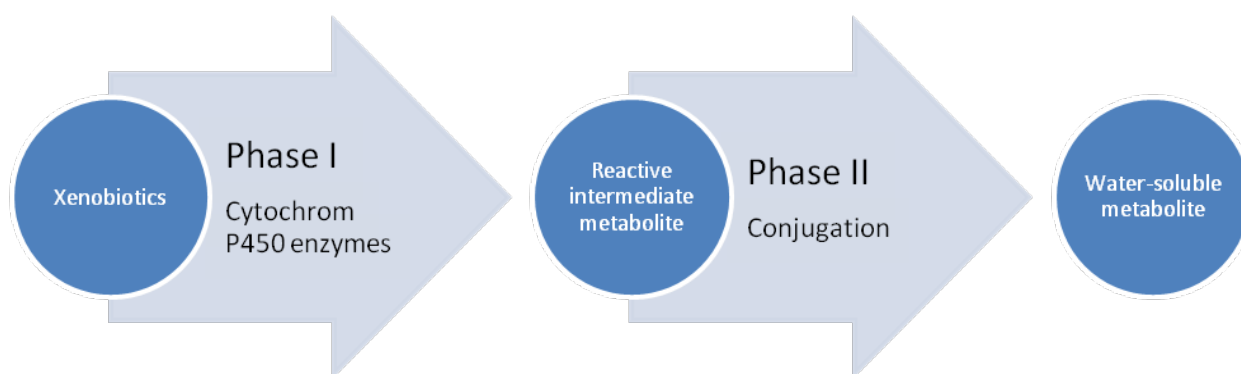 Xenobiotics
Phase I
Cytochrom
P450 enzymes
Reactive
intermediate
metabolite
Phase II
Conjugation
Water-soluble
metabolite